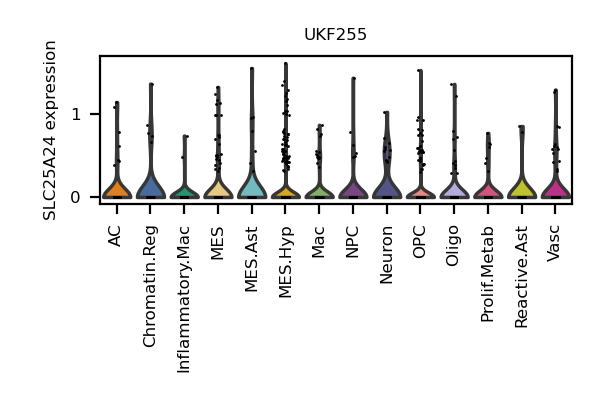 UKF255
SLC25A24 expression
1
0
AC
Chromatin.Reg
Inflammatory.Mac
MES
MES.Ast
MES.Hyp
Mac
NPC
Neuron
OPC
Oligo
Prolif.Metab
Reactive.Ast
Vasc